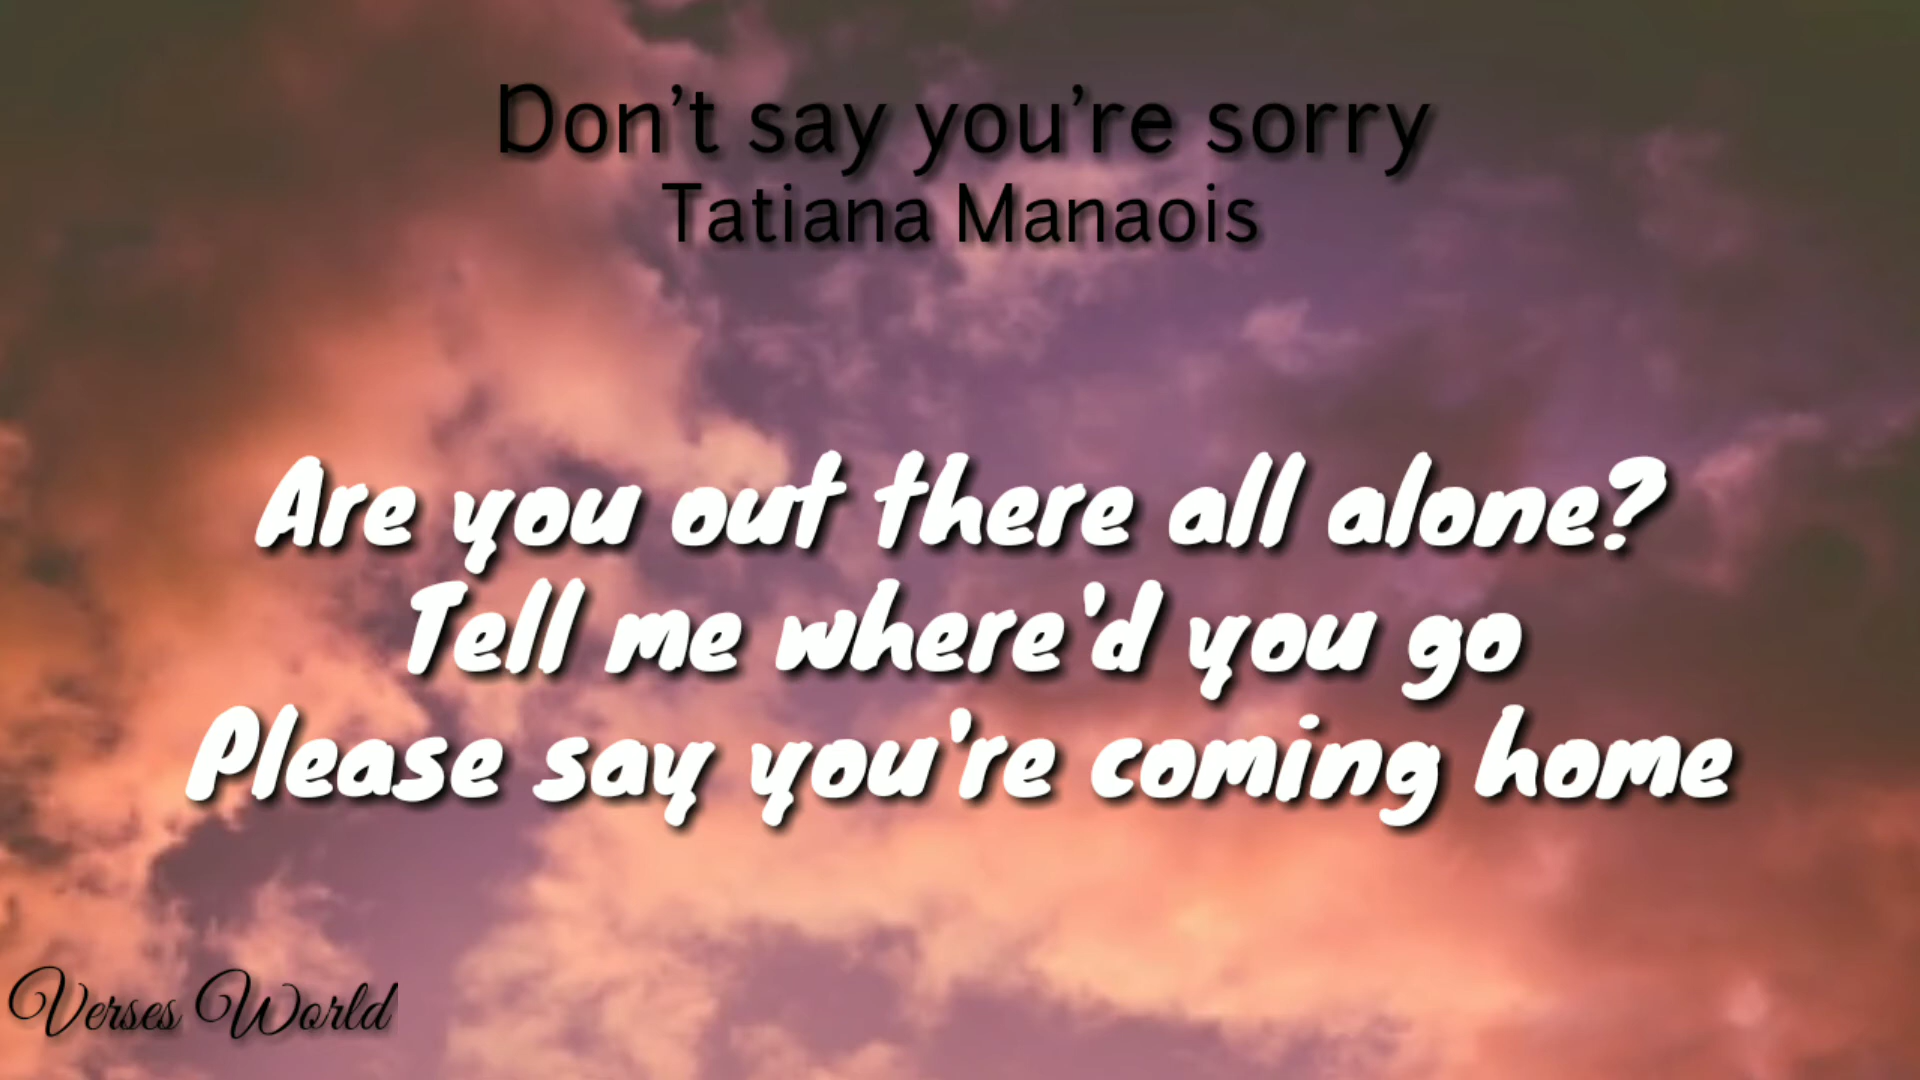 Don’t say you’re sorry
Tatiana Manaois
Are you out there all alone?
Tell me where'd you go
Please say you're coming home
Verses World